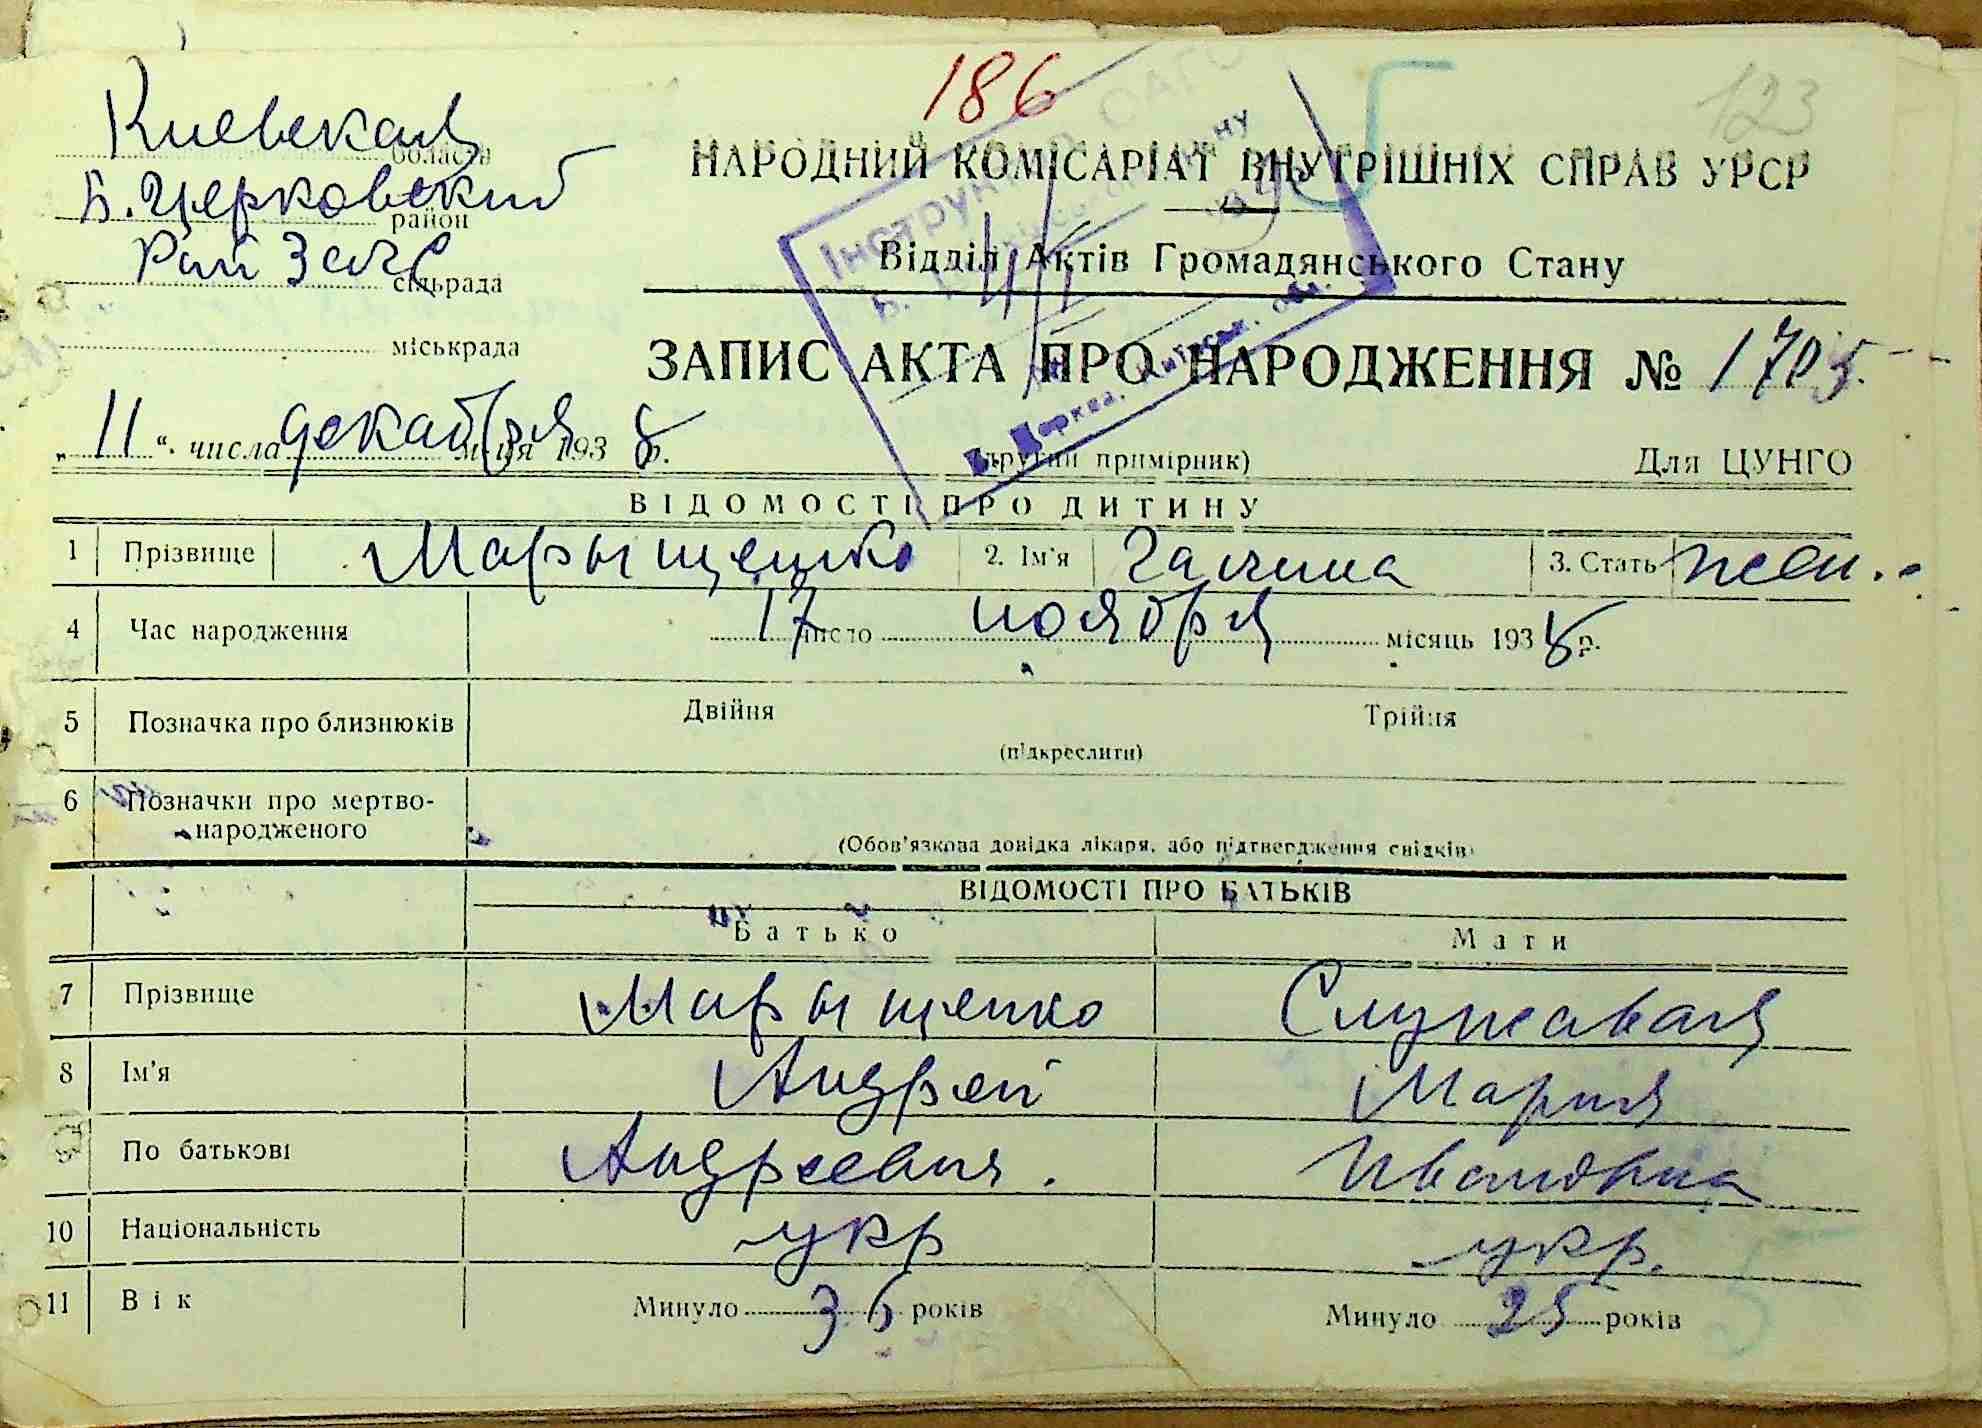 186
123
Киевская область
Б. Церковский район
Рай Загс сільрада
міськрада
НАРОДНИЙ КОМІСАРІАТ ВНУТРІШНІХ СПРАВ УРСР
Відділ Актів Громадянського Стану
ЗАПИС АКТА ПРО НАРОДЖЕННЯ № 1705
„11“ числа декабря м-ця 1938 р.
(другий примірник)
Для ЦУНГО
ВІДОМОСТІ ПРО ДИТИНУ
1 Прізвище Марыщенко 2. Ім'я Галина 3. Стать жен.
4 Час народження 17 число ноября місяць 1938 р.
5 Позначка про близнюків Двійня Трійня
(підкреслити)
6 Позначки про мертво-
народженого
(Обов'язкова довідка лікаря, або підтвердження свідків)
ВІДОМОСТІ ПРО БАТЬКІВ
Батько Мати
7 Прізвище Марыщенко Служавая
8 Ім'я Андрей Мария
9 По батькові Андреевич Ивановна
10 Національність укр укр.
11 Вік Минуло 36 років Минуло 25 років